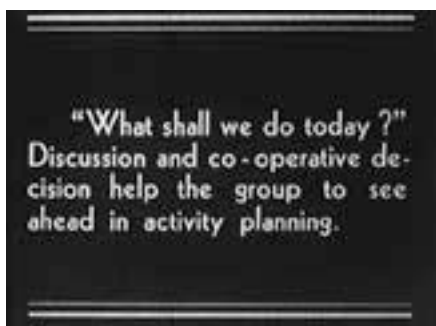 "What shall we do today?"
Discussion and co-operative de-
cision help the group to see
ahead in activity planning.